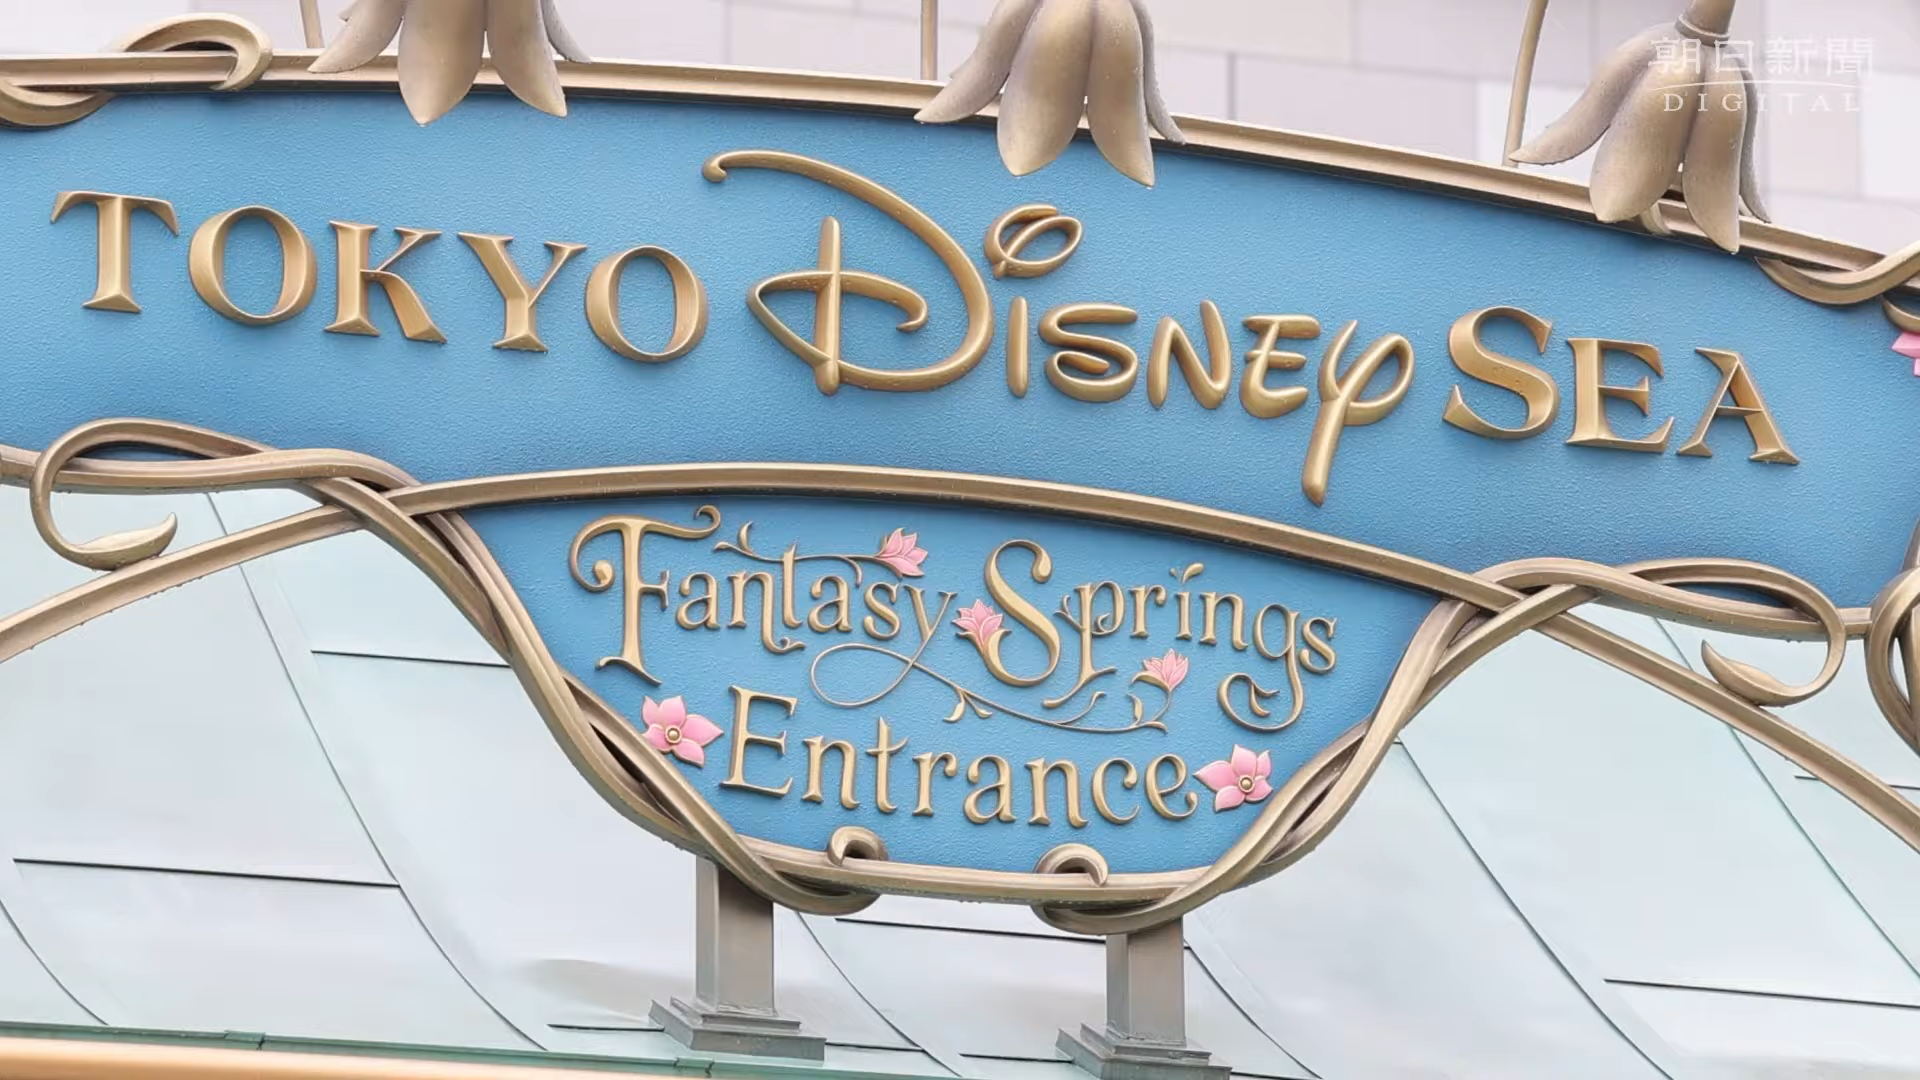 朝日新聞
DIGITAL
TOKYO DISNEY SEA
Fantasy Springs
Entrance